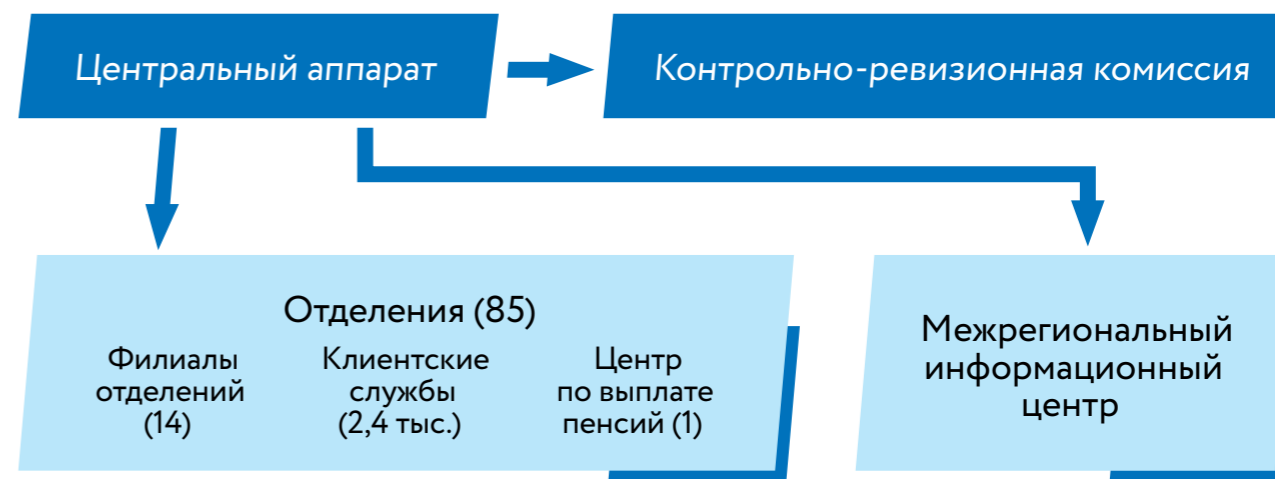 Центральный аппарат
Контрольно-ревизионная комиссия
Отделения (85)
Филиалы
отделений
(14)
Клиентские
службы
(2,4 тыс.)
Центр
по выплате
пенсий (1)
Межрегиональный
информационный
центр